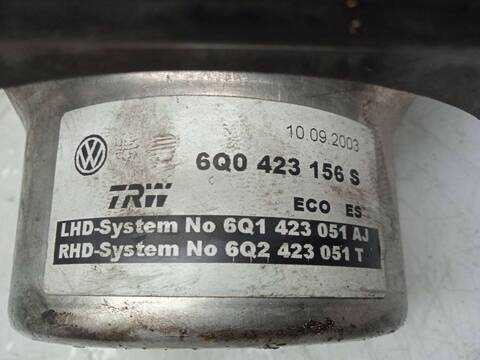 10.09.2003
6Q0 423 156 S
TRW
ECO ES
LHD-System No 6Q1 423 051 AJ
RHD-System No 6Q2 423 051 T